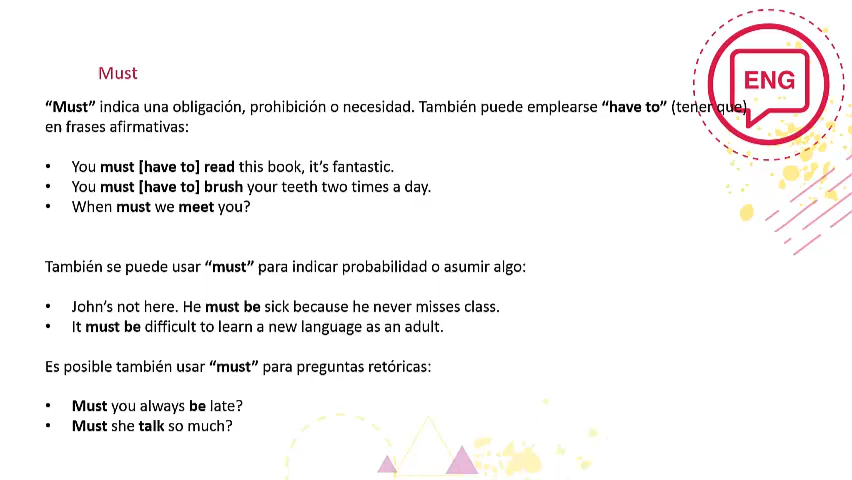 ENG
Must
“Must” indica una obligación, prohibición o necesidad. También puede emplearse “have to” (tener que)
en frases afirmativas:
• You must [have to] read this book, it’s fantastic.
• You must [have to] brush your teeth two times a day.
• When must we meet you?
También se puede usar “must” para indicar probabilidad o asumir algo:
• John’s not here. He must be sick because he never misses class.
• It must be difficult to learn a new language as an adult.
Es posible también usar “must” para preguntas retóricas:
• Must you always be late?
• Must she talk so much?